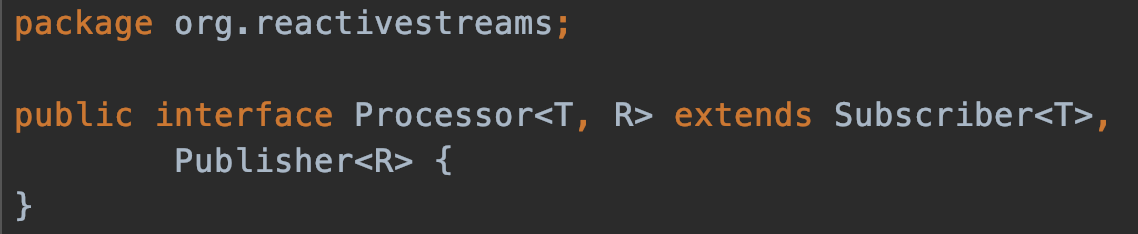 package org.reactivestreams;
public interface Processor<T, R> extends Subscriber<T>,
Publisher<R> {
}